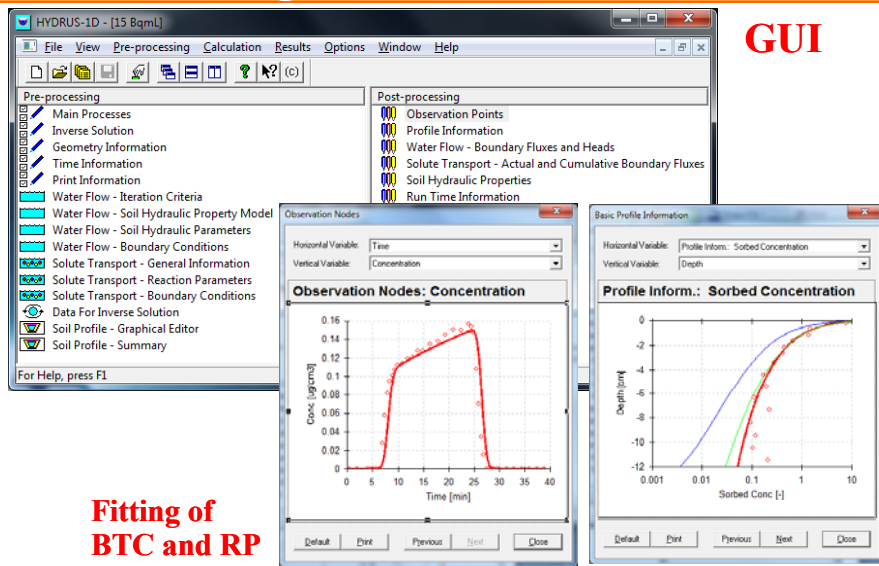 HYDRUS-1D - [15 BqmL]
GUI
File View Pre-processing Calculation Results Options Window Help
Pre-processing
Main Processes
Inverse Solution
Geometry Information
Time Information
Print Information
Water Flow - Iteration Criteria
Water Flow - Soil Hydraulic Property Model
Water Flow - Soil Hydraulic Parameters
Water Flow - Boundary Conditions
Solute Transport - General Information
Solute Transport - Reaction Parameters
Solute Transport - Boundary Conditions
Data For Inverse Solution
Soil Profile - Graphical Editor
Soil Profile - Summary
For Help, press F1
Post-processing
Observation Points
Profile Information
Water Flow - Boundary Fluxes and Heads
Solute Transport - Actual and Cumulative Boundary Fluxes
Soil Hydraulic Properties
Run Time Information
Observation Nodes
Horizontal Variable: Time
Vertical Variable: Concentration
Observation Nodes: Concentration
Conc [ug/cm3]
0.16
0.14
0.12
0.1
0.08
0.06
0.04
0.02
0
0 5 10 15 20 25 30 35 40
Time [min]
Default Print Previous Next Close
Basic Profile Information
Horizontal Variable: Profile Inform.: Sorbed Concentration
Vertical Variable: Depth
Profile Inform.: Sorbed Concentration
Depth [cm]
0
-2
-4
-6
-8
-10
-12
0.001 0.01 0.1 1 10
Sorbed Conc [-]
Default Print Previous Next Close
Fitting of
BTC and RP